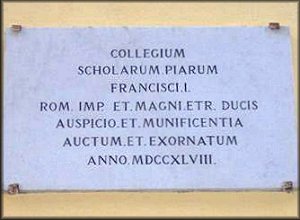 COLLEGIUM
SCHOLARUM.PIARUM
FRANCISCI.I.
ROM. IMP. ET. MAGNI.ETR. DUCIS
AUSPICIO.ET.MUNIFICENTIA
AUCTUM.ET.EXORNATUM
ANNO.MDCCXLVIII.